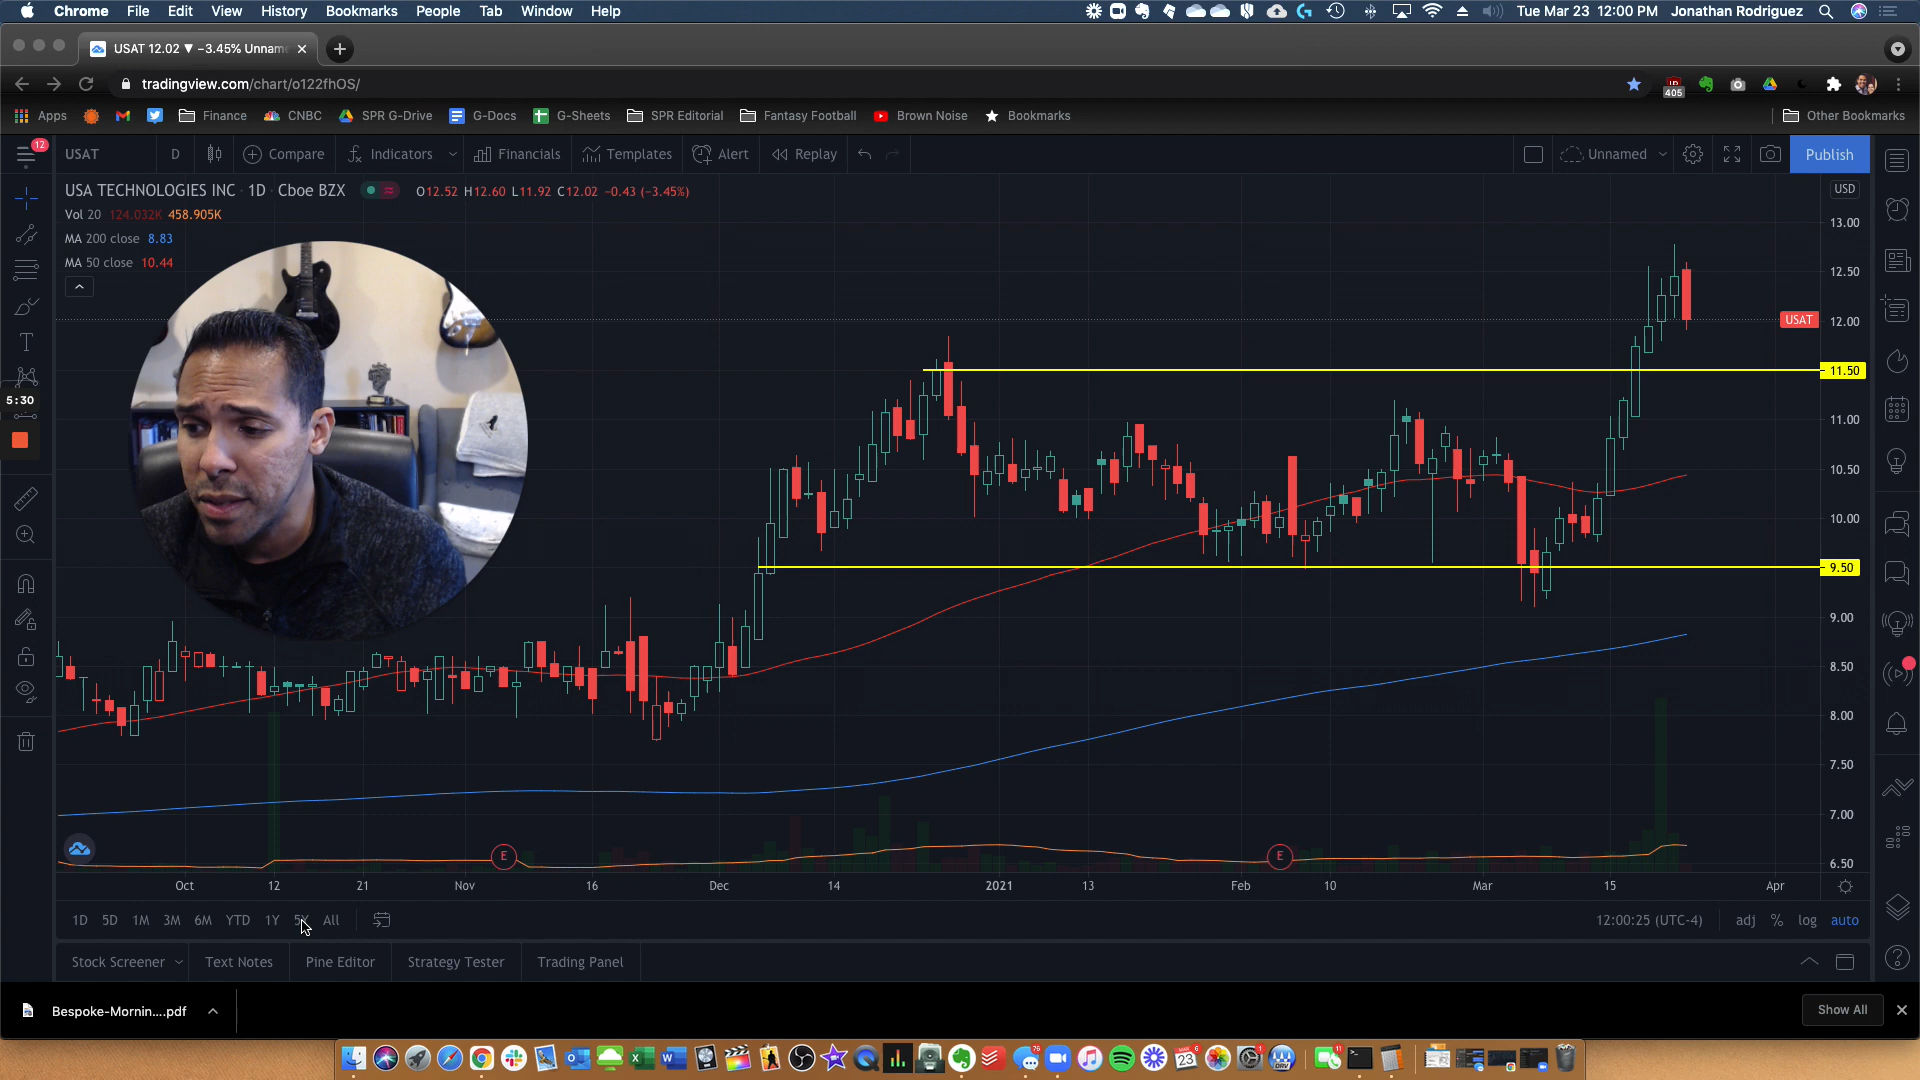 Chrome File Edit View History Bookmarks People Tab Window Help Tue Mar 23 12:00 PM Jonathan Rodriguez
USAT 12.02 ▼ −3.45% Unname
tradingview.com/chart/o122fhOS/
405
Apps Finance CNBC SPR G-Drive G-Docs G-Sheets SPR Editorial Fantasy Football Brown Noise Bookmarks Other Bookmarks
12
USAT D Compare Indicators Financials Templates Alert Replay Unnamed Publish
USA TECHNOLOGIES INC · 1D · Cboe BZX O12.52 H12.60 L11.92 C12.02 −0.43 (−3.45%)
USD
Vol 20 124.032K 458.905K
MA 200 close 8.83
MA 50 close 10.44
13.00
12.50
USAT
12.00
11.50
11.00
10.50
10.00
9.50
9.00
8.50
8.00
7.50
7.00
6.50
5:30
E E
Oct 12 21 Nov 16 Dec 14 2021 13 Feb 10 Mar 15 Apr
1D 5D 1M 3M 6M YTD 1Y 5Y All 12:00:25 (UTC-4) adj % log auto
Stock Screener Text Notes Pine Editor Strategy Tester Trading Panel
Bespoke-Mornin....pdf Show All